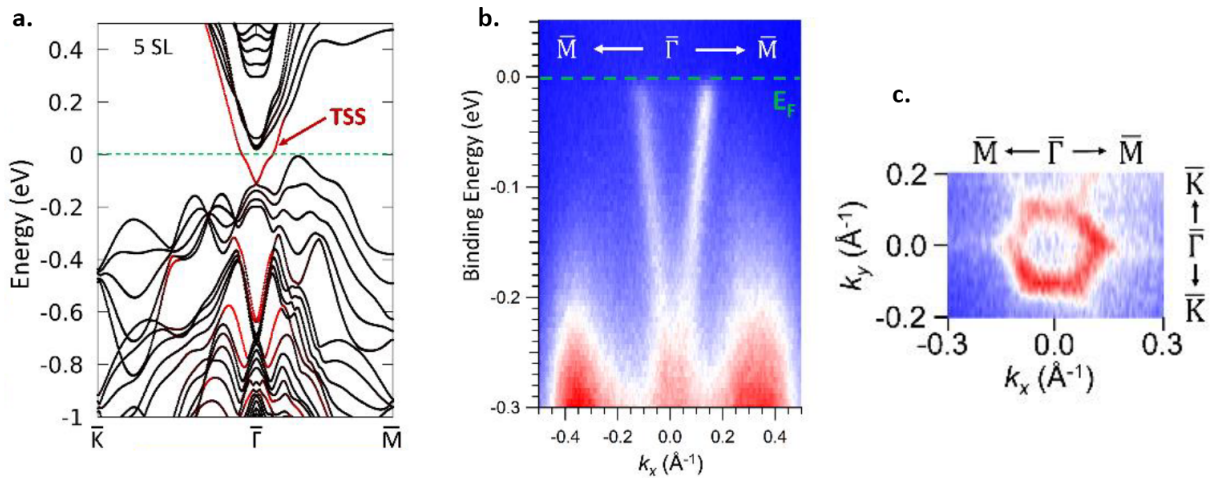 a.
5 SL
TSS
Energy (eV)
0.4
0.2
0
-0.2
-0.4
-0.6
-0.8
-1
K̅ Γ̅ M̅
b.
M̅ Γ̅ M̅
E_F
Binding Energy (eV)
0.0
-0.1
-0.2
-0.3
-0.4 -0.2 0.0 0.2 0.4
k_x (Å⁻¹)
c.
M̅ Γ̅ M̅
k_y (Å⁻¹)
0.2
0.0
-0.2
-0.3 0.0 0.3
k_x (Å⁻¹)
K̅
Γ̅
K̅